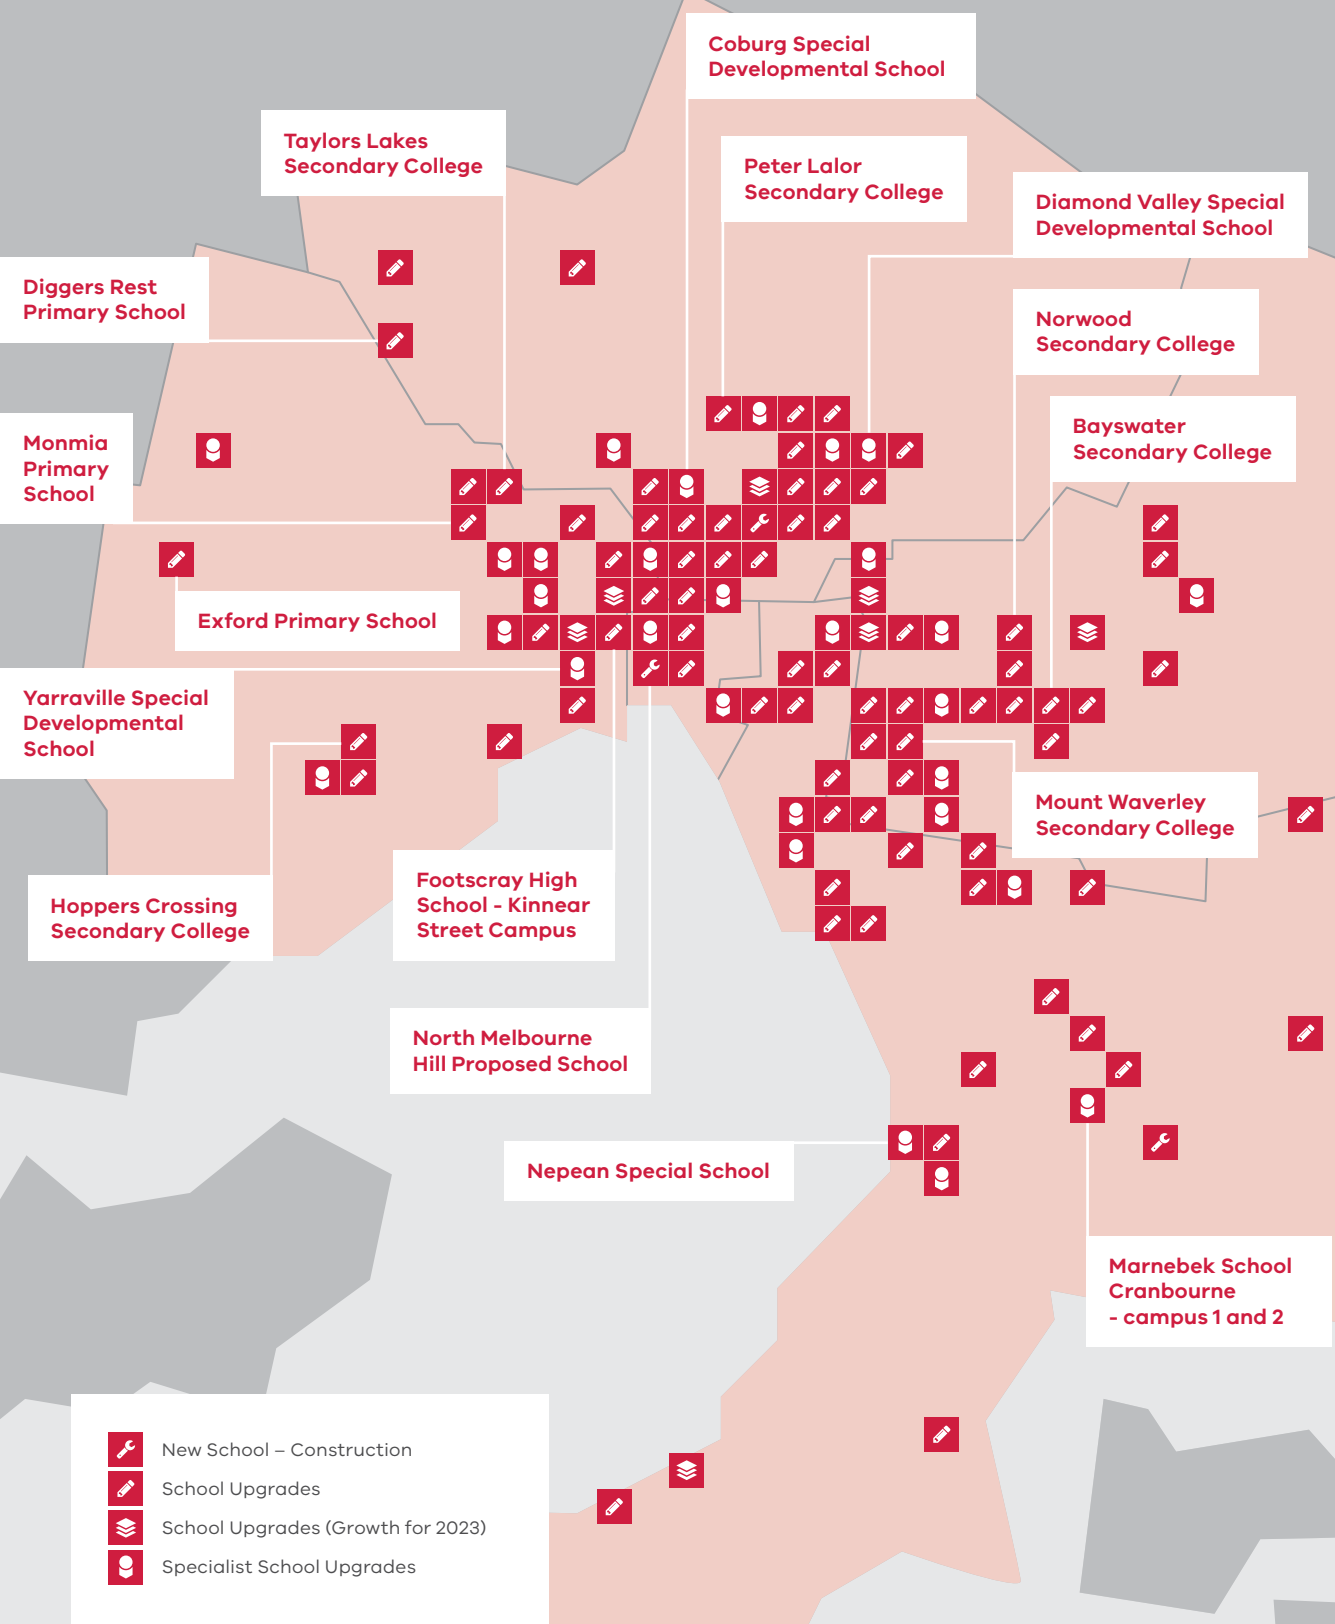 Coburg Special
Developmental School
Taylors Lakes
Secondary College
Peter Lalor
Secondary College
Diamond Valley Special
Developmental School
Diggers Rest
Primary School
Norwood
Secondary College
Monmia
Primary
School
Bayswater
Secondary College
Exford Primary School
Yarraville Special
Developmental
School
Mount Waverley
Secondary College
Hoppers Crossing
Secondary College
Footscray High
School - Kinnear
Street Campus
North Melbourne
Hill Proposed School
Nepean Special School
Marnebek School
Cranbourne
- campus 1 and 2
New School – Construction
School Upgrades
School Upgrades (Growth for 2023)
Specialist School Upgrades